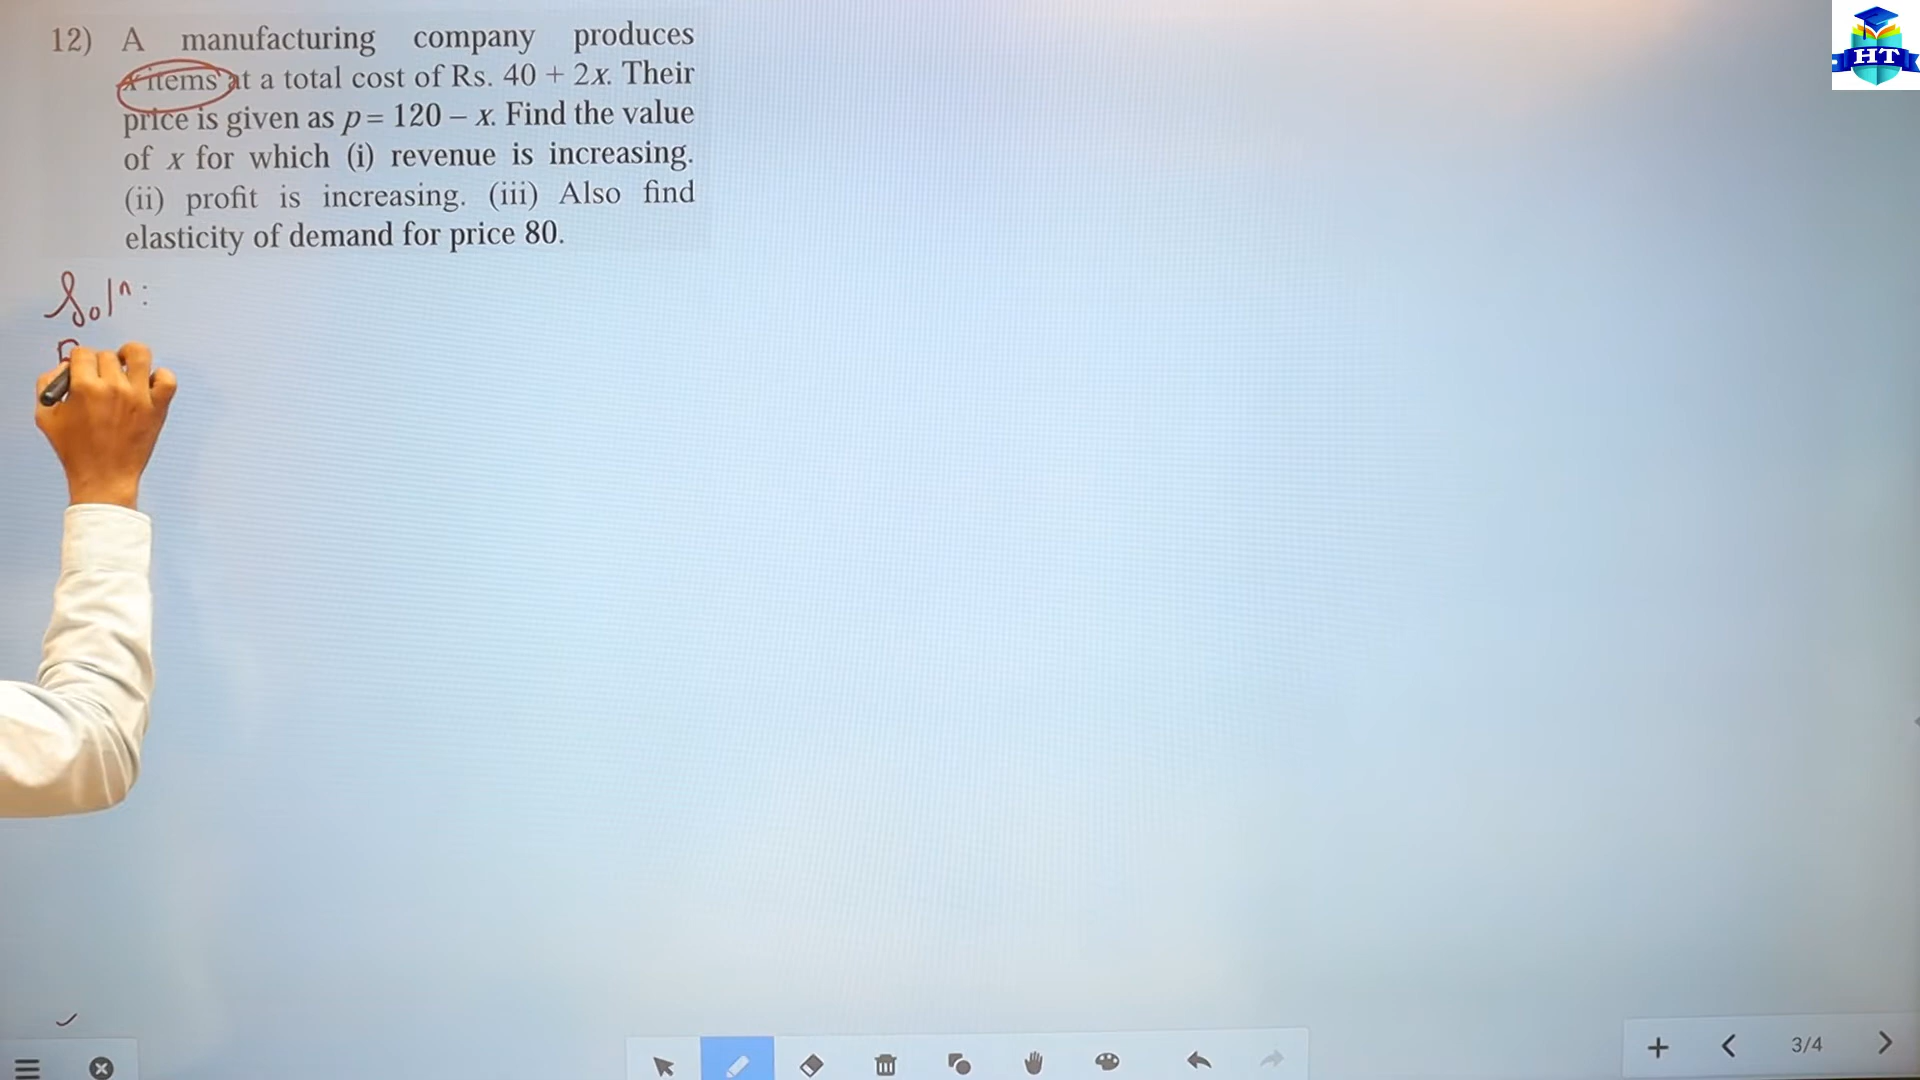 12) A manufacturing company produces
x items at a total cost of Rs. 40 + 2x. Their
price is given as p = 120 – x. Find the value
of x for which (i) revenue is increasing.
(ii) profit is increasing. (iii) Also find
elasticity of demand for price 80.
Solⁿ:
HT
3/4